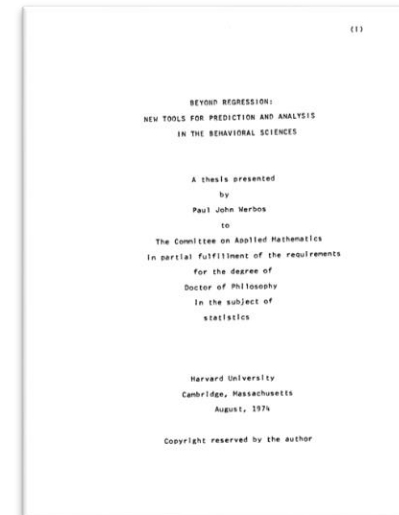 (I)
BEYOND REGRESSION:
NEW TOOLS FOR PREDICTION AND ANALYSIS
IN THE BEHAVIORAL SCIENCES
A thesis presented
by
Paul John Werbos
to
The Committee on Applied Mathematics
in partial fulfillment of the requirements
for the degree of
Doctor of Philosophy
in the subject of
statistics
Harvard University
Cambridge, Massachusetts
August, 1974
Copyright reserved by the author